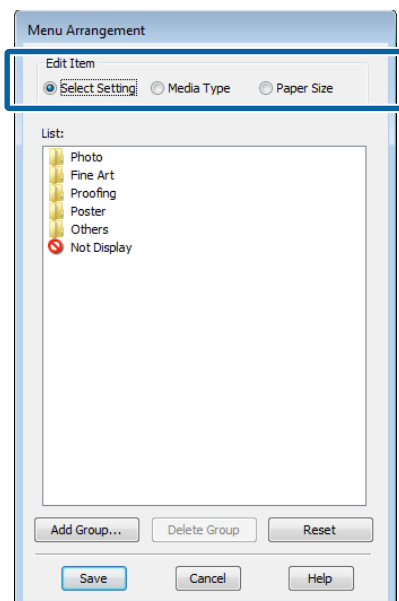 Menu Arrangement
Edit Item
Select Setting Media Type Paper Size
List:
Photo
Fine Art
Proofing
Poster
Others
Not Display
Add Group... Delete Group Reset
Save Cancel Help